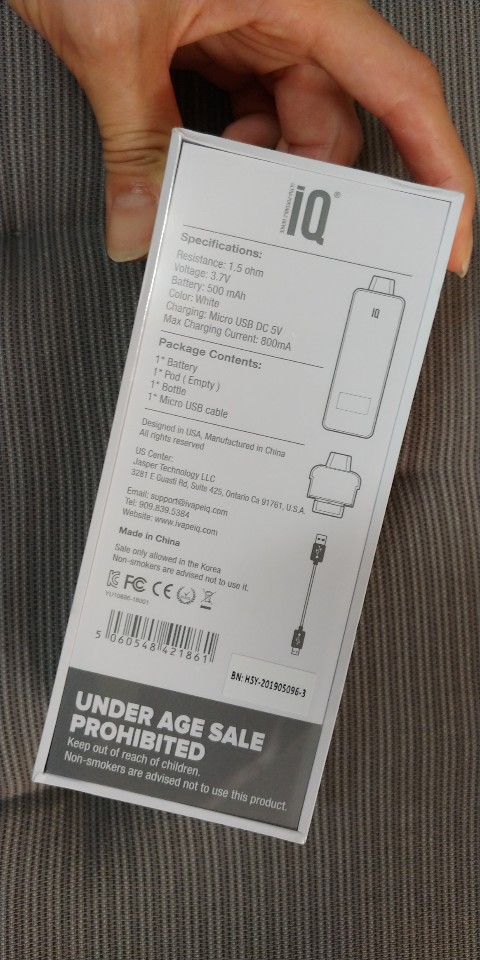 iQ®
Specifications:
Resistance: 1.5 ohm
Voltage: 3.7V
Battery: 500 mAh
Color: White
Charging: Micro USB DC 5V
Max Charging Current: 800mA
IQ
Package Contents:
1* Battery
1* Pod ( Empty )
1* Bottle
1* Micro USB cable
Designed in USA, Manufactured in China
All rights reserved
US Center:
Jasper Technology LLC
3281 E Guasti Rd, Suite 425, Ontario Ca 91761, U.S.A.
Email: support@ivapeiq.com
Tel: 909.839.5384
Website: www.ivapeiq.com
Made in China
Sale only allowed in the Korea
Non-smokers are advised not to use it.
FC CE
5 060548 421861
BN: HSY-201905096-3
UNDER AGE SALE
PROHIBITED
Keep out of reach of children.
Non-smokers are advised not to use this product.